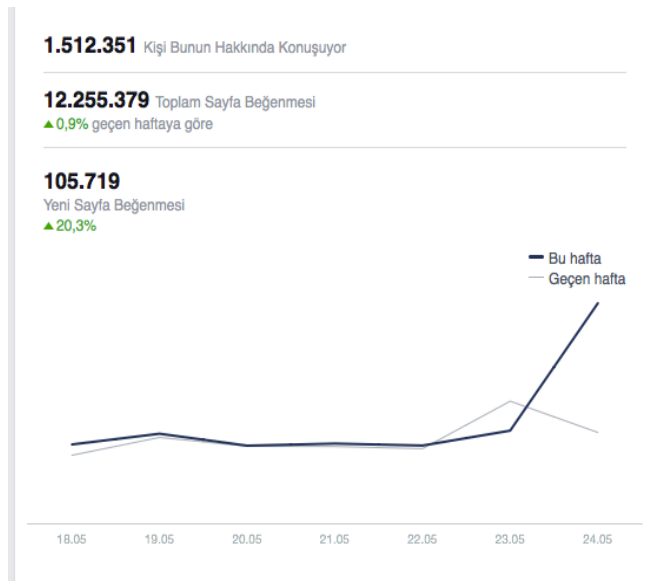 1.512.351 Kişi Bunun Hakkında Konuşuyor
12.255.379 Toplam Sayfa Beğenmesi
▲0,9% geçen haftaya göre
105.719
Yeni Sayfa Beğenmesi
▲20,3%
Bu hafta
Geçen hafta
18.05 19.05 20.05 21.05 22.05 23.05 24.05